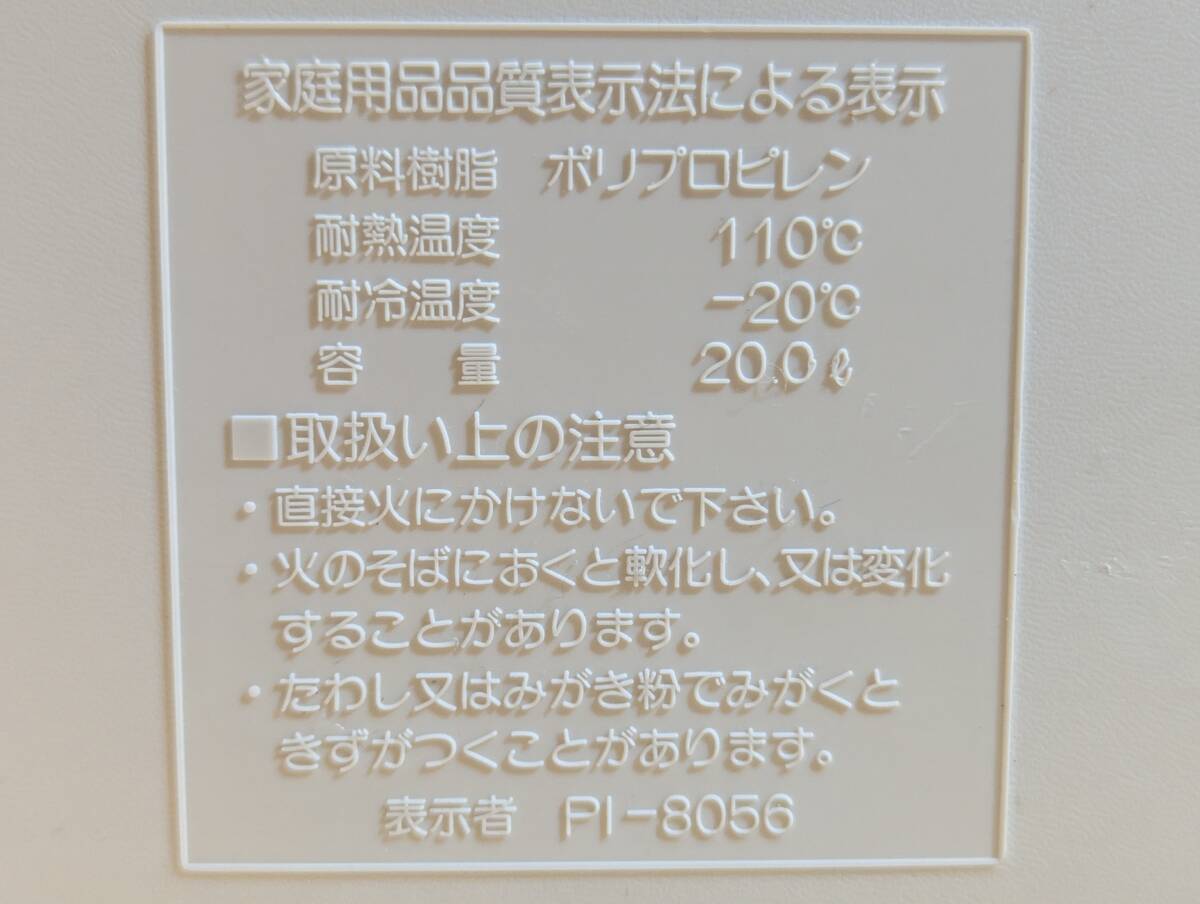 家庭用品品質表示法による表示
原料樹脂 ポリプロピレン
耐熱温度 110℃
耐冷温度 -20℃
容量 20.0ℓ
■取扱い上の注意
・直接火にかけないで下さい。
・火のそばにおくと軟化し、又は変化
することがあります。
・たわし又はみがき粉でみがくと
きずがつくことがあります。
表示者 PI-8056